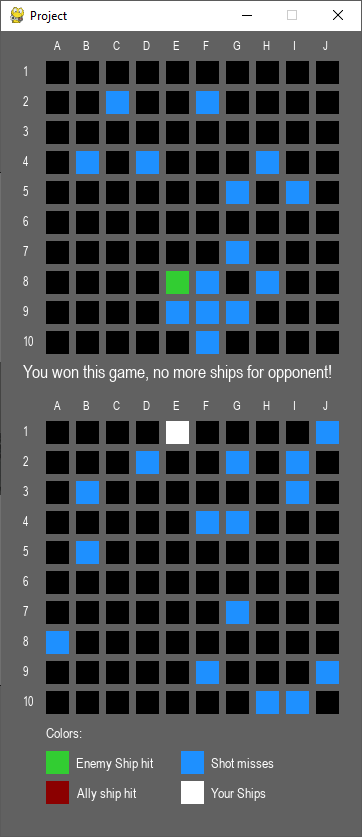 Project
A B C D E F G H I J
1
2
3
4
5
6
7
8
9
10
You won this game, no more ships for opponent!
A B C D E F G H I J
1
2
3
4
5
6
7
8
9
10
Colors:
Enemy Ship hit Shot misses
Ally ship hit Your Ships